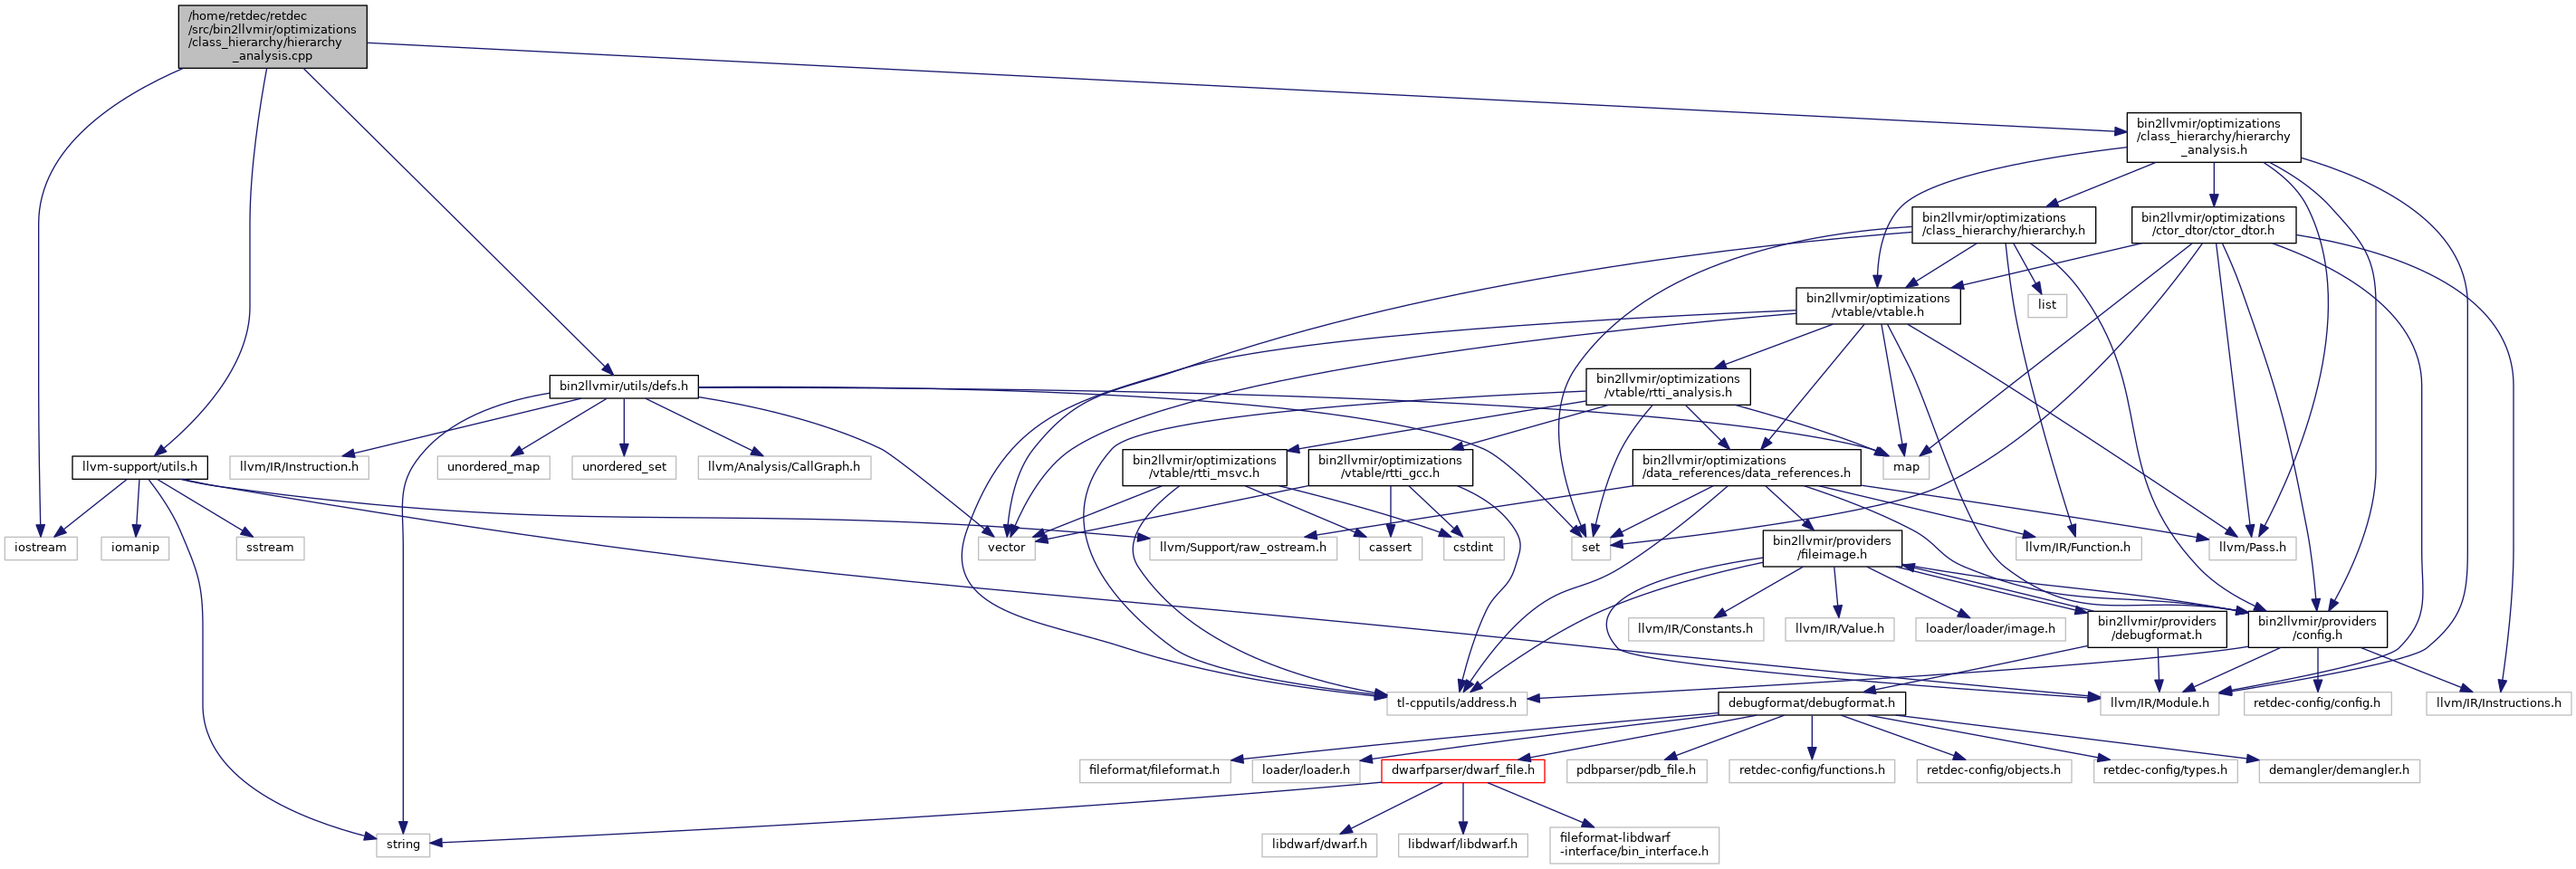 /home/retdec/retdec
/src/bin2llvmir/optimizations
/class_hierarchy/hierarchy
_analysis.cpp
bin2llvmir/optimizations
/class_hierarchy/hierarchy
_analysis.h
bin2llvmir/optimizations
/class_hierarchy/hierarchy.h
bin2llvmir/optimizations
/ctor_dtor/ctor_dtor.h
bin2llvmir/optimizations
/vtable/vtable.h
list
bin2llvmir/utils/defs.h
bin2llvmir/optimizations
/vtable/rtti_analysis.h
llvm-support/utils.h
llvm/IR/Instruction.h
unordered_map
unordered_set
llvm/Analysis/CallGraph.h
bin2llvmir/optimizations
/vtable/rtti_msvc.h
bin2llvmir/optimizations
/vtable/rtti_gcc.h
bin2llvmir/optimizations
/data_references/data_references.h
map
iostream
iomanip
sstream
vector
llvm/Support/raw_ostream.h
cassert
cstdint
set
bin2llvmir/providers
/fileimage.h
llvm/IR/Function.h
llvm/Pass.h
llvm/IR/Constants.h
llvm/IR/Value.h
loader/loader/image.h
bin2llvmir/providers
/debugformat.h
bin2llvmir/providers
/config.h
tl-cpputils/address.h
debugformat/debugformat.h
llvm/IR/Module.h
retdec-config/config.h
llvm/IR/Instructions.h
fileformat/fileformat.h
loader/loader.h
dwarfparser/dwarf_file.h
pdbparser/pdb_file.h
retdec-config/functions.h
retdec-config/objects.h
retdec-config/types.h
demangler/demangler.h
string
libdwarf/dwarf.h
libdwarf/libdwarf.h
fileformat-libdwarf
-interface/bin_interface.h